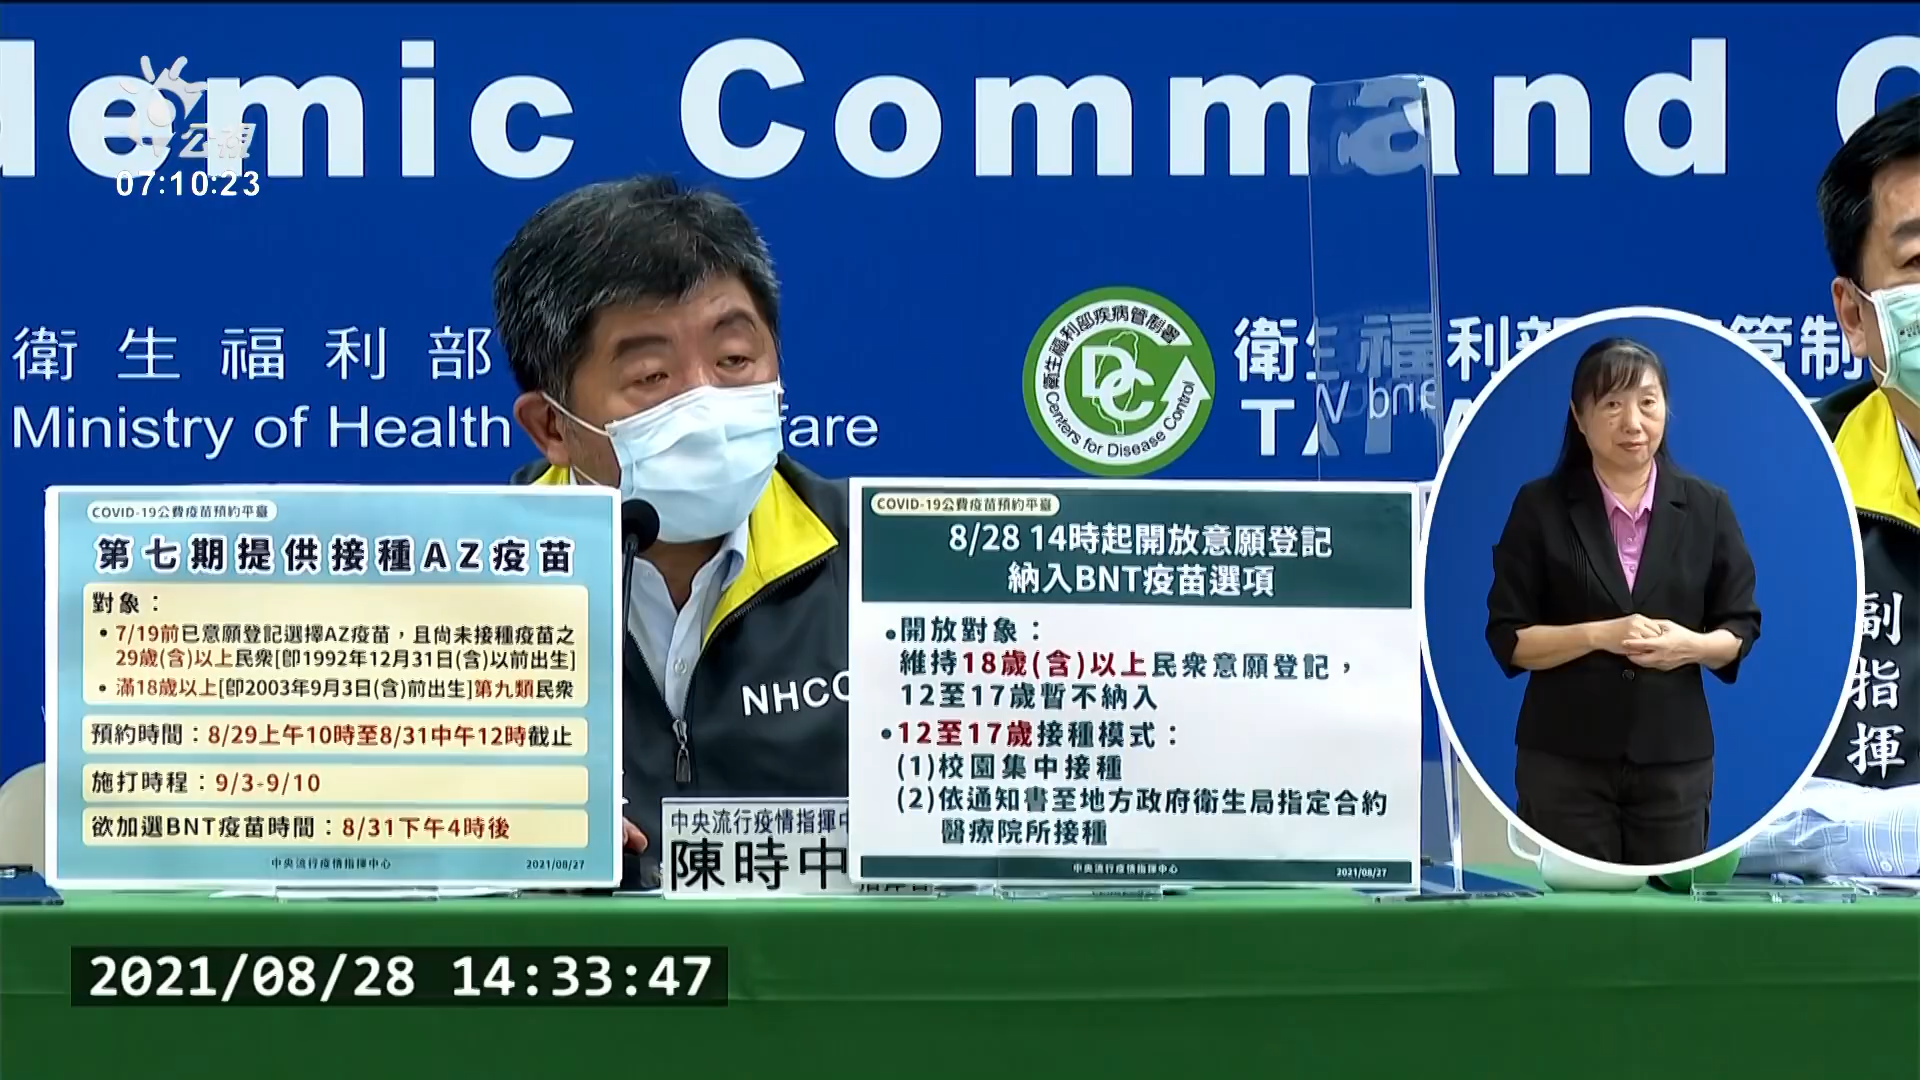 demic Command C
公視
07:10:23
衛生福利部
Ministry of Health
fare
衛生福利部疾病管制署
Centers for Disease Control
CDC
衛生福利
管制
COVID-19公費疫苗預約平臺
第七期提供接種AZ疫苗
對象：
• 7/19前已意願登記選擇AZ疫苗，且尚未接種疫苗之
29歲(含)以上民眾[即1992年12月31日(含)以前出生]
• 滿18歲以上[即2003年9月3日(含)前出生]第九類民眾
預約時間：8/29上午10時至8/31中午12時截止
施打時程：9/3-9/10
欲加選BNT疫苗時間：8/31下午4時後
中央流行疫情指揮中心
2021/08/27
NHCC
中央流行疫情指揮中
陳時中
指揮官
COVID-19公費疫苗預約平臺
8/28 14時起開放意願登記
納入BNT疫苗選項
•開放對象：
維持18歲(含)以上民眾意願登記，
12至17歲暫不納入
•12至17歲接種模式：
(1)校園集中接種
(2)依通知書至地方政府衛生局指定合約
醫療院所接種
中央流行疫情指揮中心
2021/08/27
副指揮
2021/08/28 14:33:47